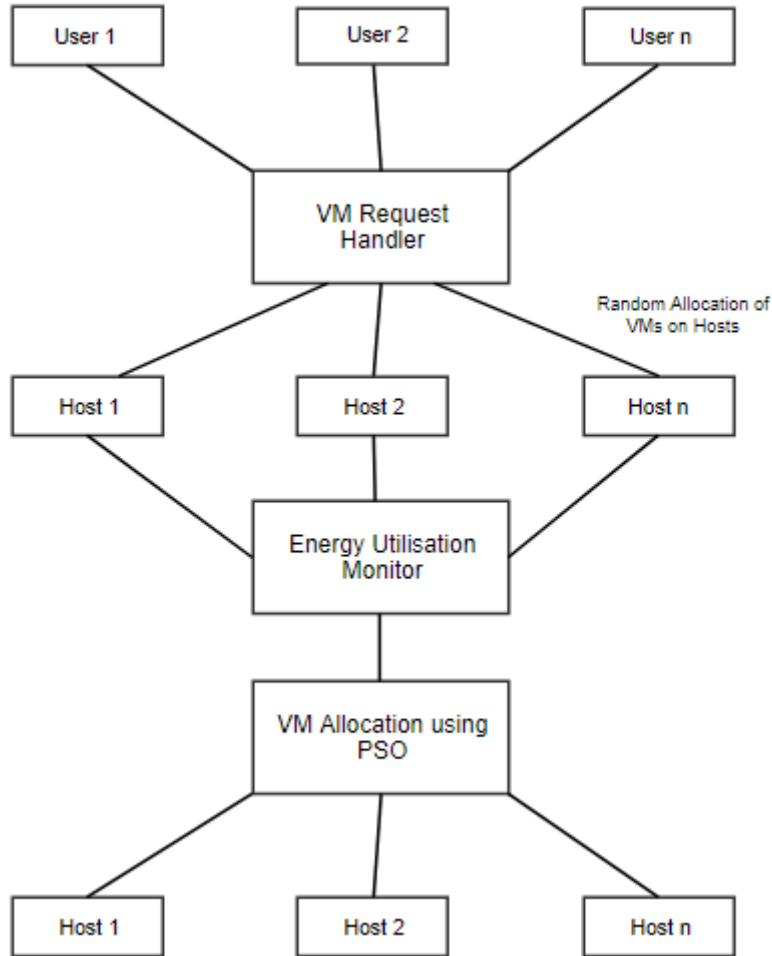 User 1
User 2
User n
VM Request
Handler
Random Allocation of
VMs on Hosts
Host 1
Host 2
Host n
Energy Utilisation
Monitor
VM Allocation using
PSO
Host 1
Host 2
Host n